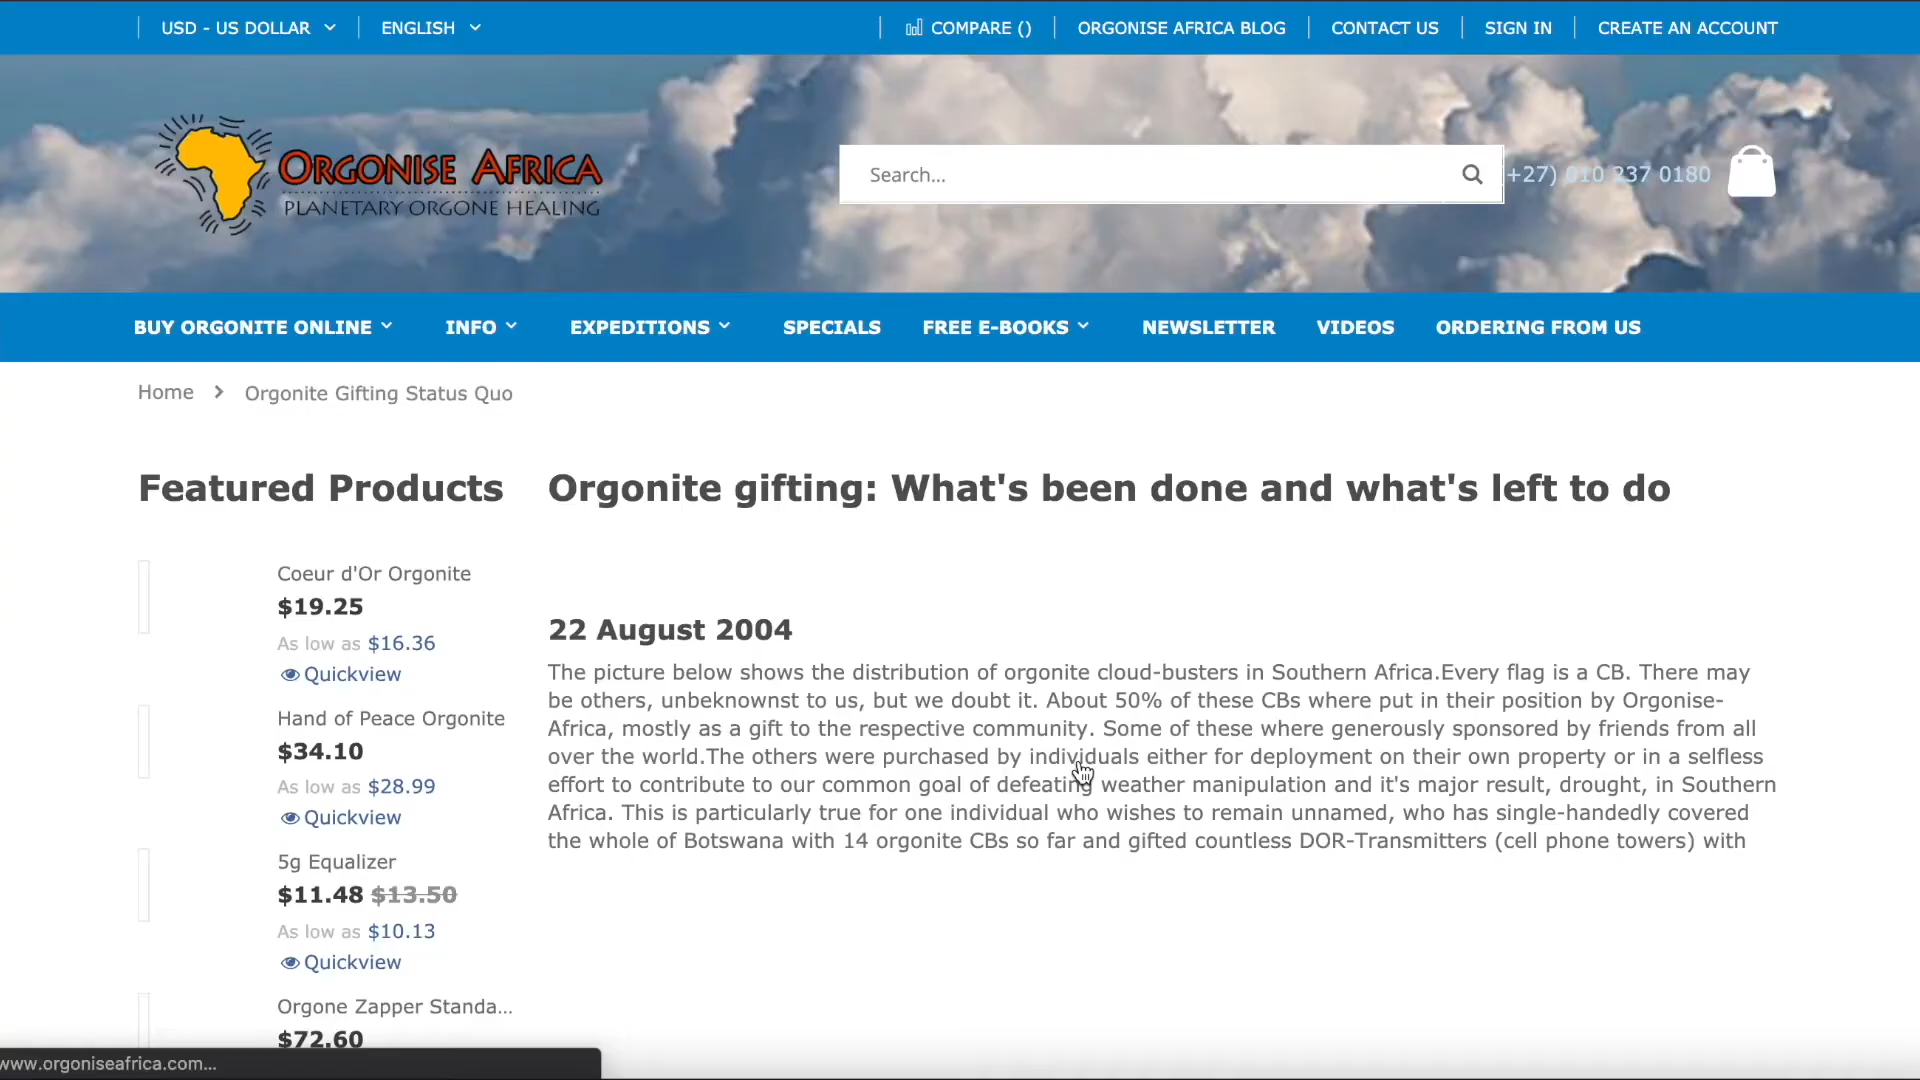 USD - US DOLLAR
ENGLISH
COMPARE ()
ORGONISE AFRICA BLOG
CONTACT US
SIGN IN
CREATE AN ACCOUNT
ORGONISE AFRICA
PLANETARY ORGONE HEALING
Search...
+27) 010 237 0180
BUY ORGONITE ONLINE
INFO
EXPEDITIONS
SPECIALS
FREE E-BOOKS
NEWSLETTER
VIDEOS
ORDERING FROM US
Home
Orgonite Gifting Status Quo
Featured Products
Coeur d'Or Orgonite
$19.25
As low as $16.36
Quickview
Hand of Peace Orgonite
$34.10
As low as $28.99
Quickview
5g Equalizer
$11.48 $13.50
As low as $10.13
Quickview
Orgone Zapper Standa...
$72.60
Orgonite gifting: What's been done and what's left to do
22 August 2004
The picture below shows the distribution of orgonite cloud-busters in Southern Africa.Every flag is a CB. There may
be others, unbeknownst to us, but we doubt it. About 50% of these CBs where put in their position by Orgonise-
Africa, mostly as a gift to the respective community. Some of these where generously sponsored by friends from all
over the world.The others were purchased by individuals either for deployment on their own property or in a selfless
effort to contribute to our common goal of defeating weather manipulation and it's major result, drought, in Southern
Africa. This is particularly true for one individual who wishes to remain unnamed, who has single-handedly covered
the whole of Botswana with 14 orgonite CBs so far and gifted countless DOR-Transmitters (cell phone towers) with
www.orgoniseafrica.com...